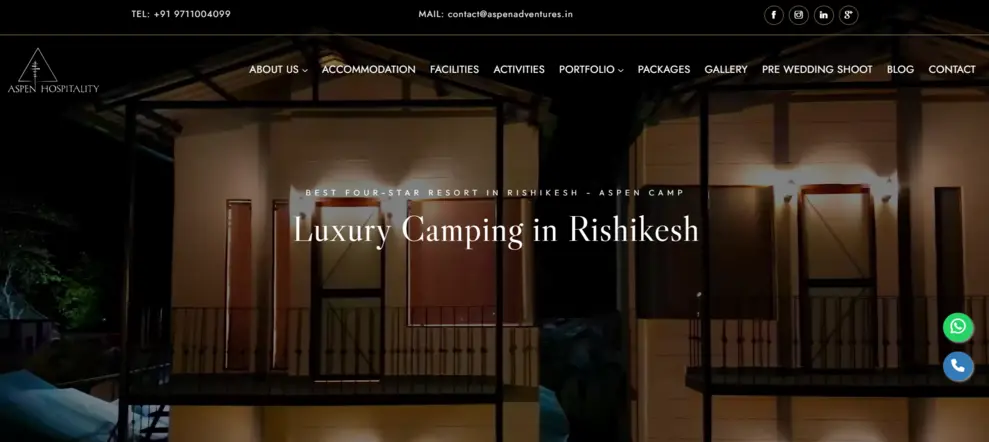 TEL: +91 9711004099
MAIL: contact@aspenadventures.in
ASPEN HOSPITALITY
ABOUT US ACCOMMODATION FACILITIES ACTIVITIES PORTFOLIO PACKAGES GALLERY PRE WEDDING SHOOT BLOG CONTACT
BEST FOUR-STAR RESORT IN RISHIKESH - ASPEN CAMP
Luxury Camping in Rishikesh